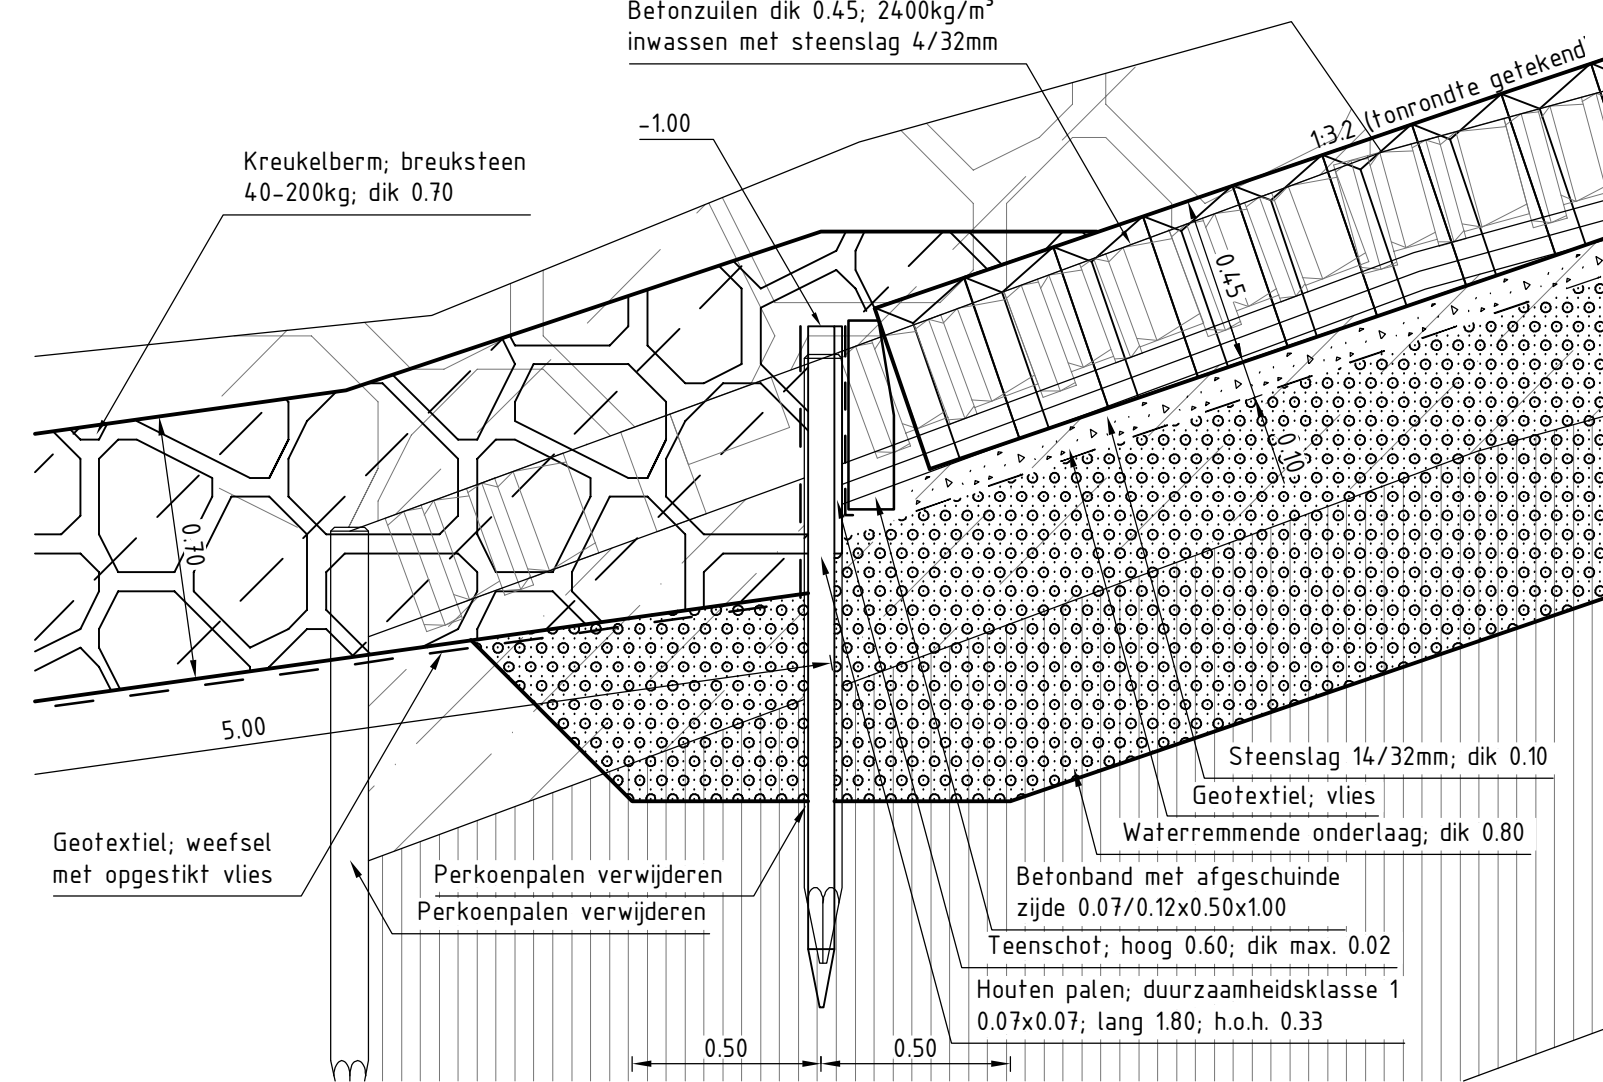 Betonzuilen dik 0.45; 2400kg/m³
inwassen met steenslag 4/32mm
1:3.2 (tonrondte getekend
-1.00
Kreukelberm; breuksteen
40-200kg; dik 0.70
0.45
0.10
0.70
5.00
Steenslag 14/32mm; dik 0.10
Geotextiel; vlies
Waterremmende onderlaag; dik 0.80
Geotextiel; weefsel
met opgestikt vlies
Perkoenpalen verwijderen
Perkoenpalen verwijderen
Betonband met afgeschuinde
zijde 0.07/0.12x0.50x1.00
Teenschot; hoog 0.60; dik max. 0.02
Houten palen; duurzaamheidsklasse 1
0.07x0.07; lang 1.80; h.o.h. 0.33
0.50
0.50